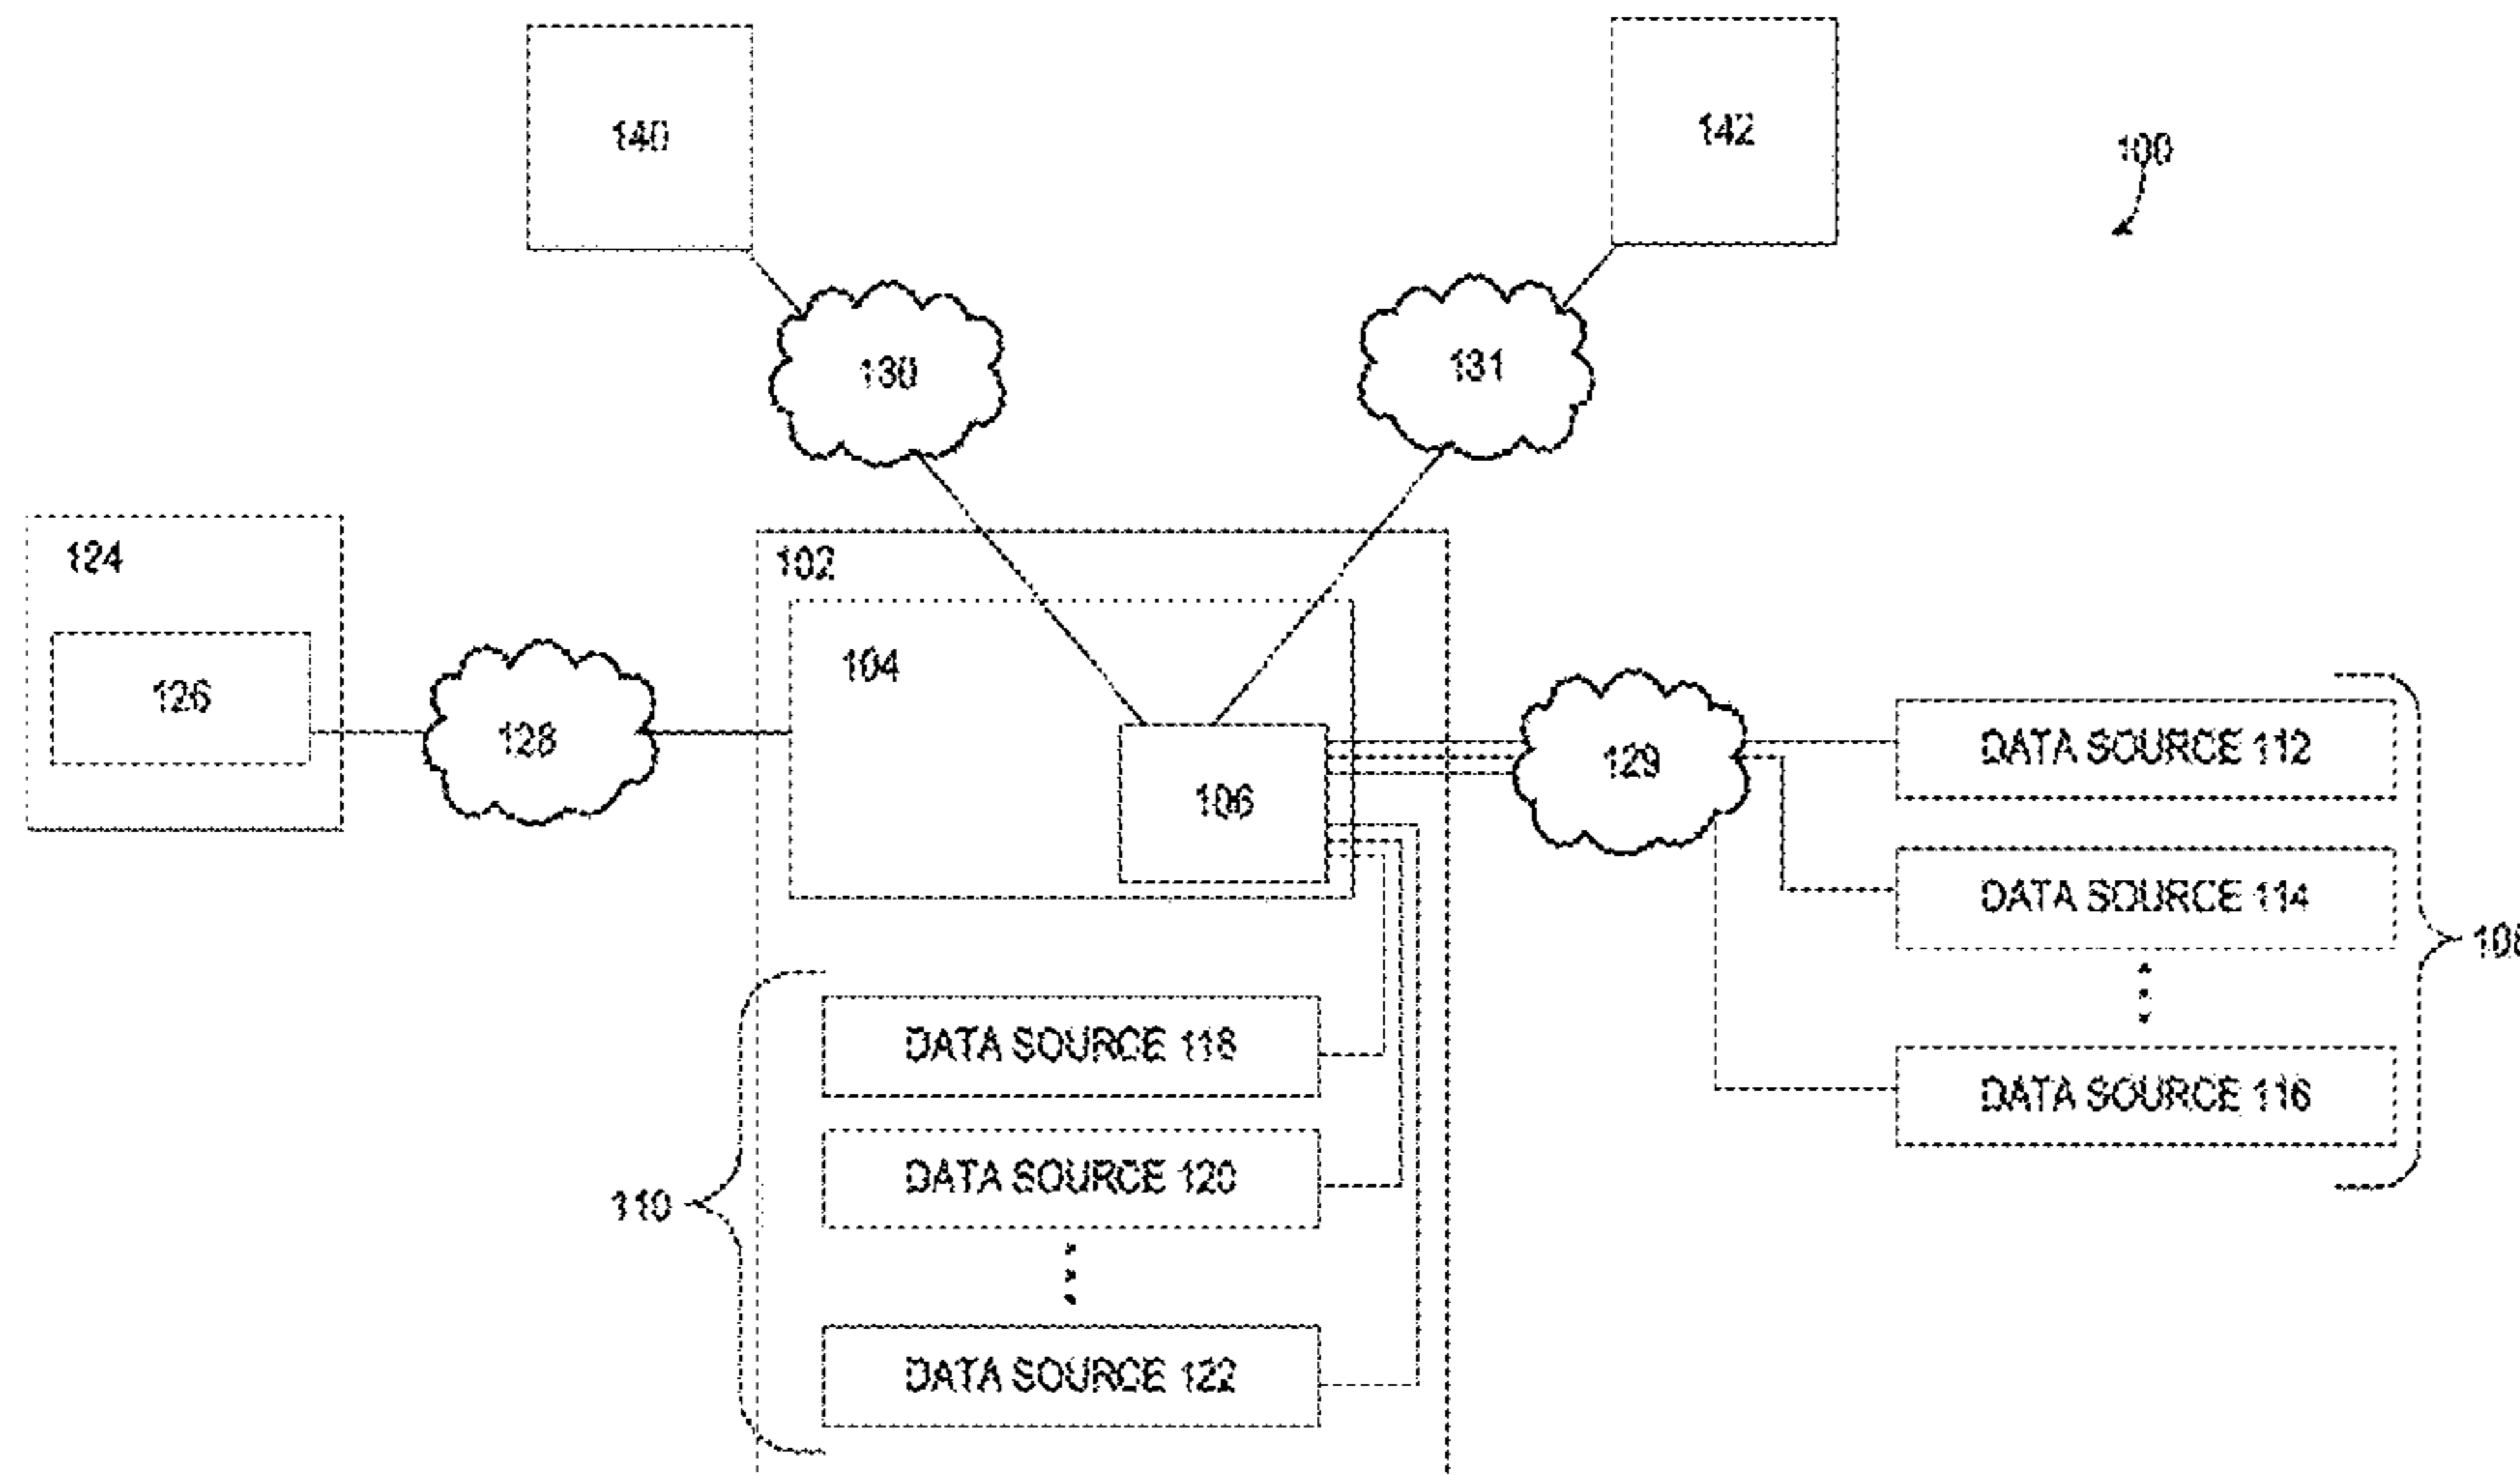 140
142
100
130
131
124
102
104
126
128
129
106
DATA SOURCE 112
DATA SOURCE 114
108
DATA SOURCE 118
DATA SOURCE 116
DATA SOURCE 120
110
DATA SOURCE 122